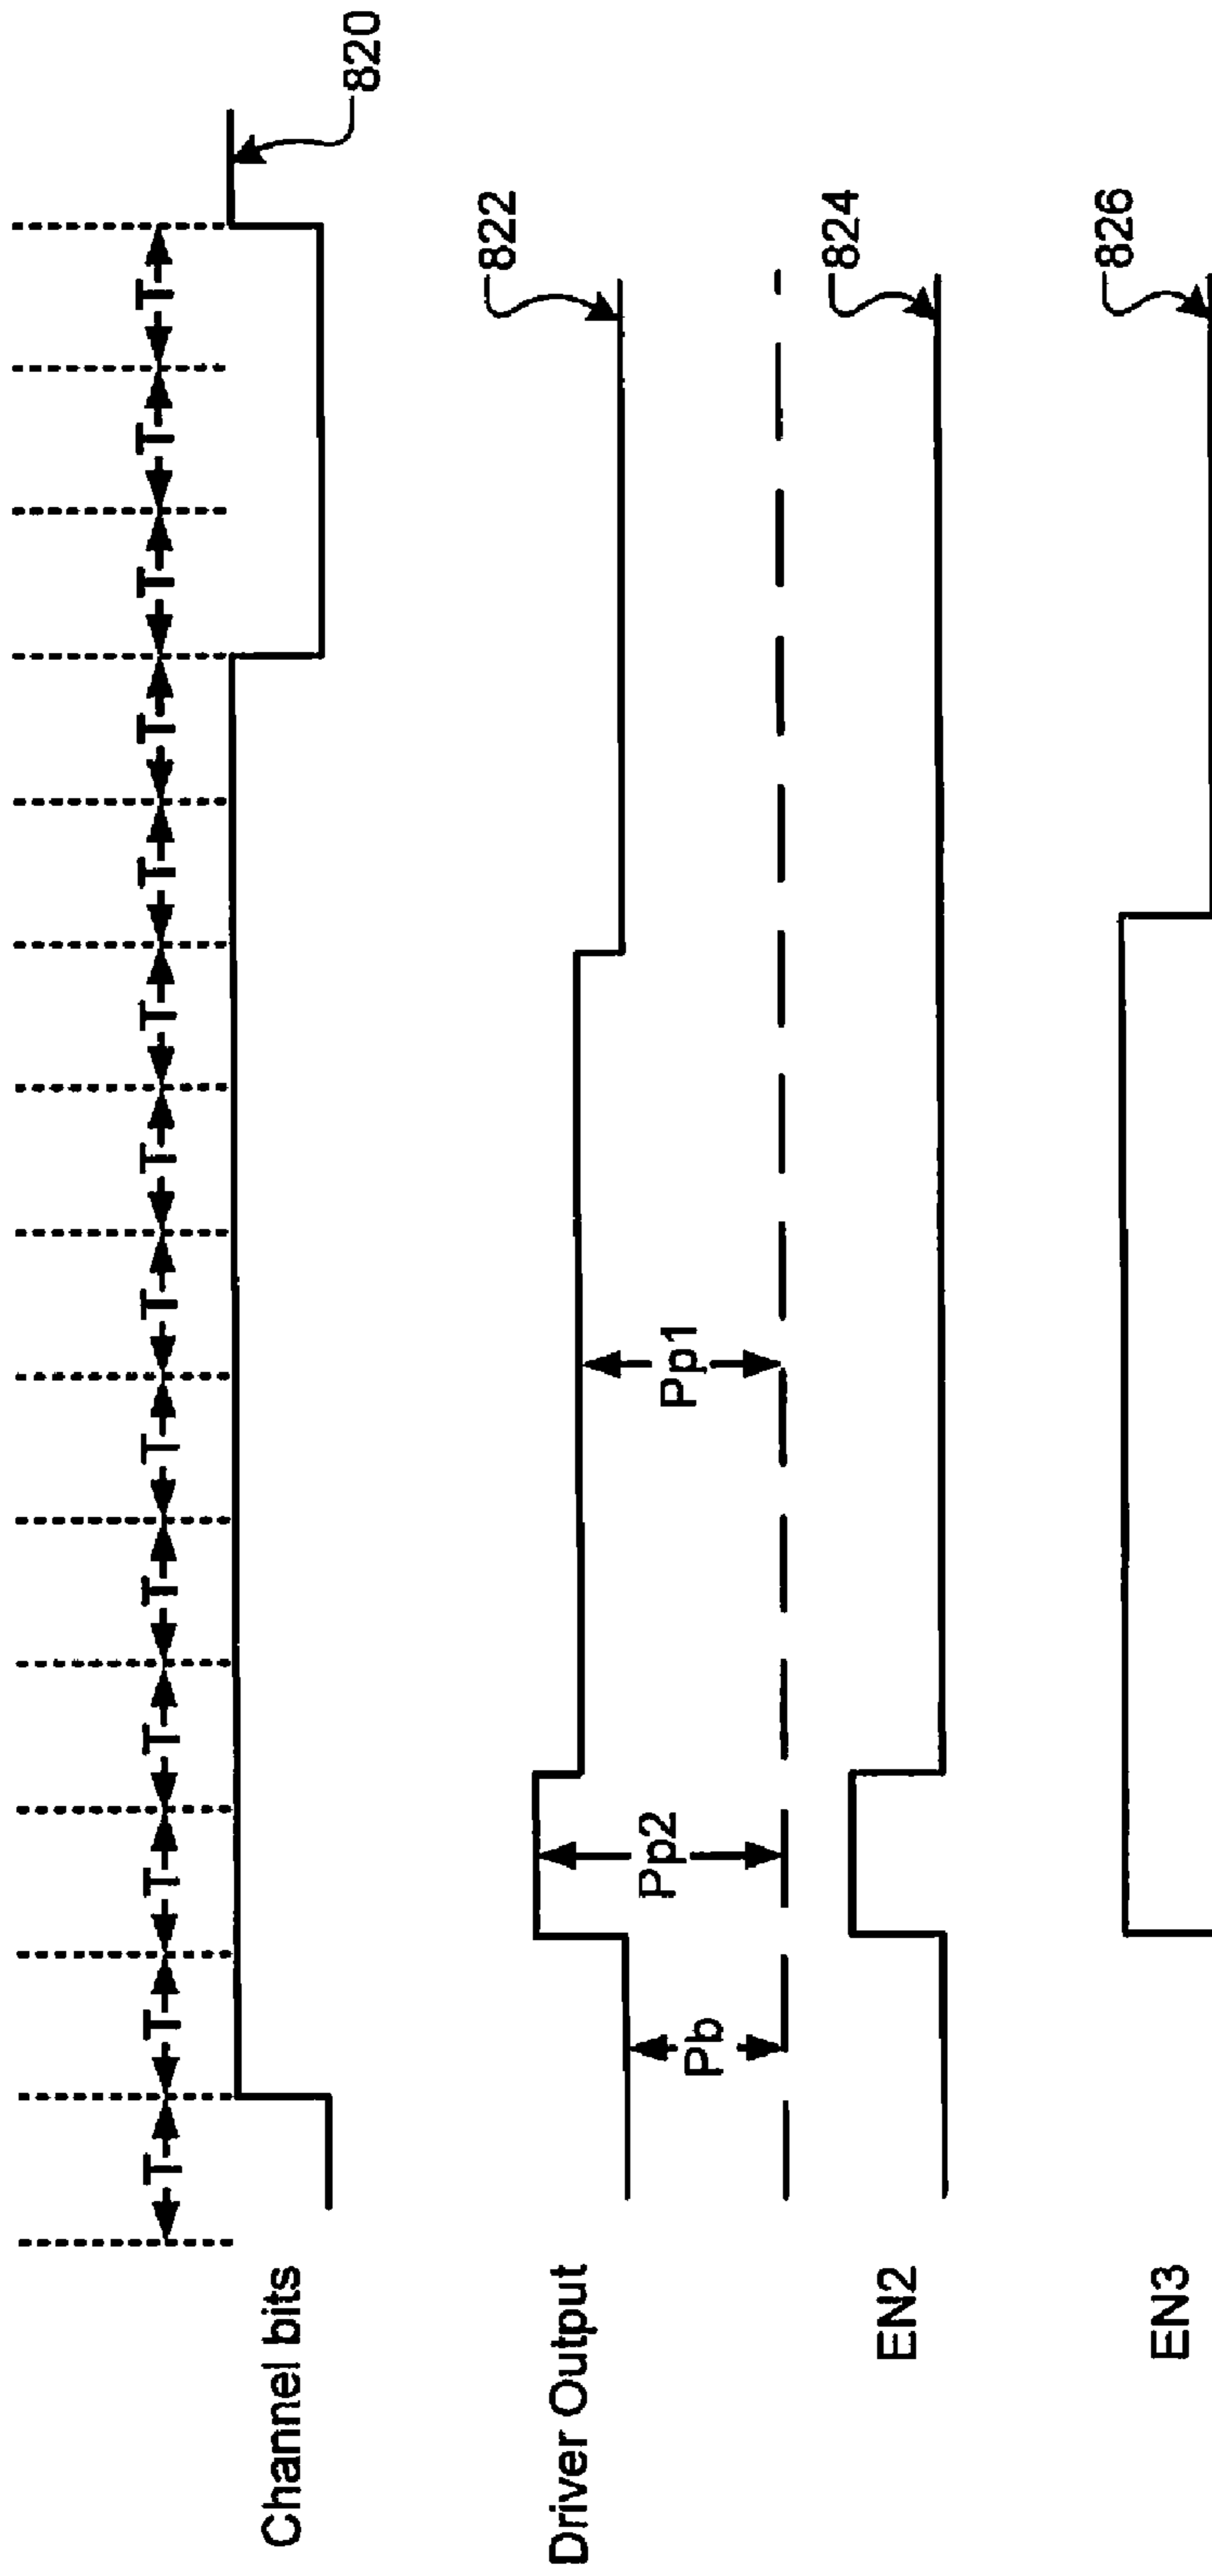 T T T T T T T T T T T T T T
Channel bits
820
Driver Output
Pb
Pp2
Pp1
822
EN2
824
EN3
826